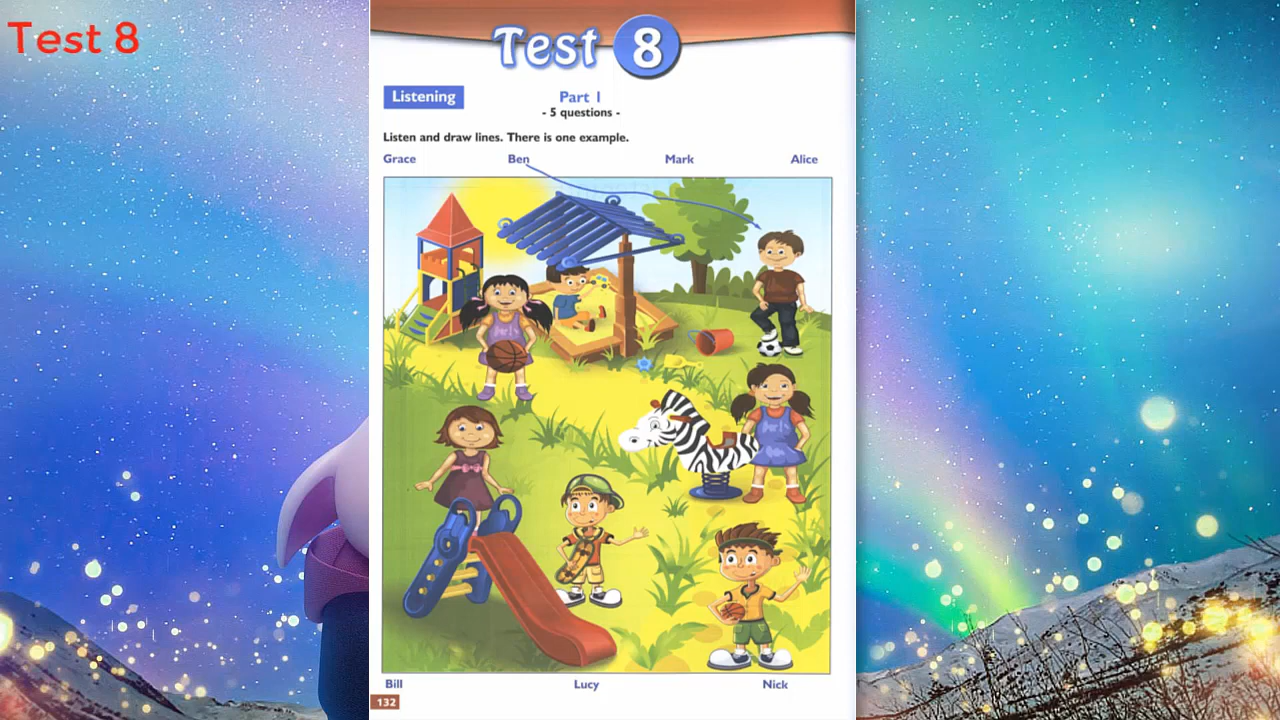 Test 8
Test 8
Listening
Part 1
- 5 questions -
Listen and draw lines. There is one example.
Grace Ben Mark Alice
Bill Lucy Nick
132